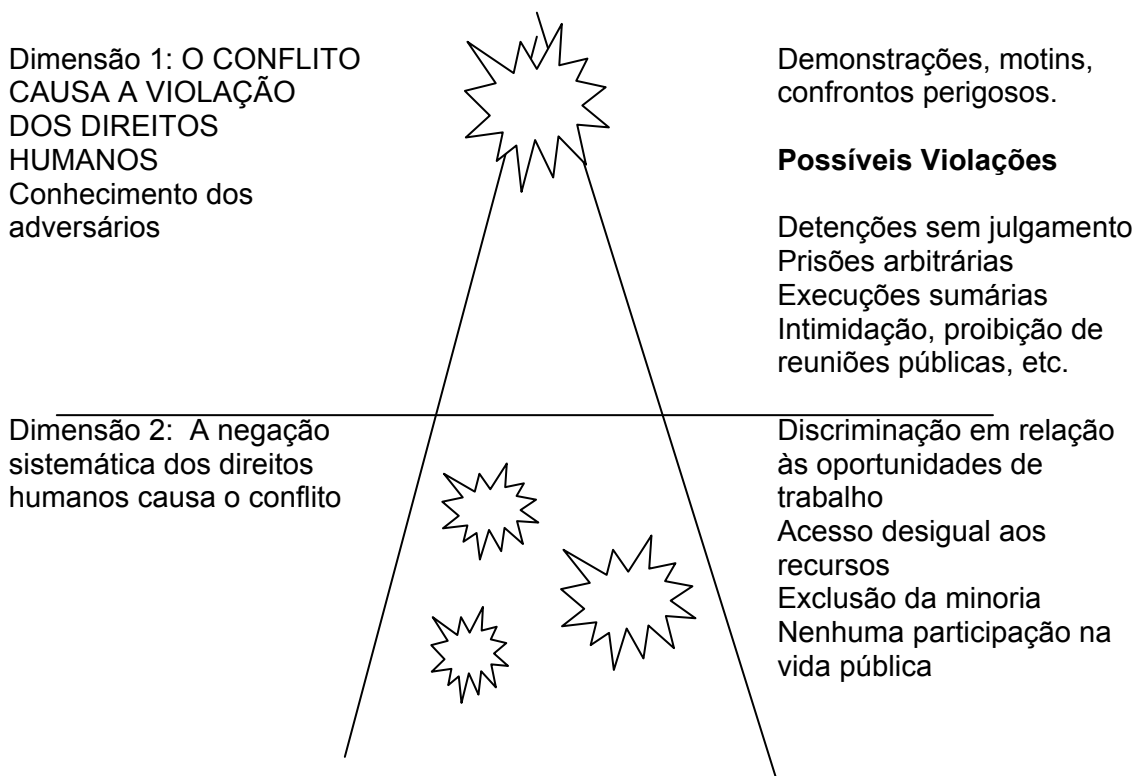 Dimensão 1: O CONFLITO
CAUSA A VIOLAÇÃO
DOS DIREITOS
HUMANOS
Conhecimento dos
adversários
Demonstrações, motins,
confrontos perigosos.
Possíveis Violações
Detenções sem julgamento
Prisões arbitrárias
Execuções sumárias
Intimidação, proibição de
reuniões públicas, etc.
Dimensão 2: A negação
sistemática dos direitos
humanos causa o conflito
Discriminação em relação
às oportunidades de
trabalho
Acesso desigual aos
recursos
Exclusão da minoria
Nenhuma participação na
vida pública